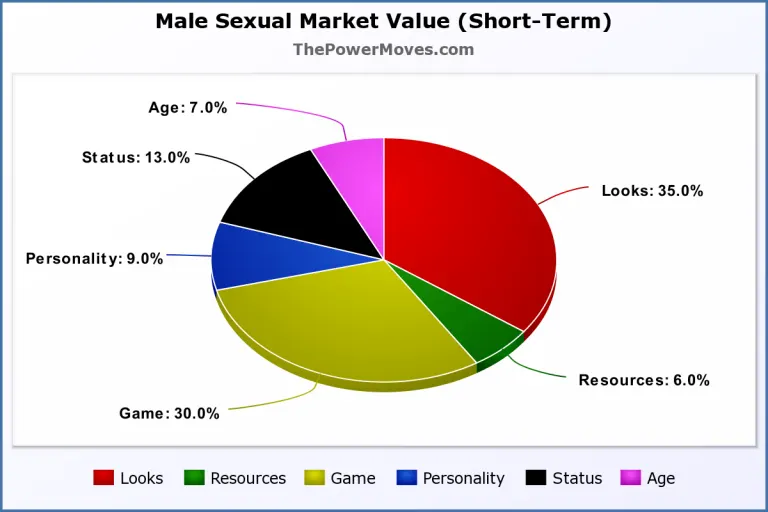 Male Sexual Market Value (Short-Term)
ThePowerMoves.com
Age: 7.0%
Status: 13.0%
Looks: 35.0%
Personality: 9.0%
Resources: 6.0%
Game: 30.0%
Looks Resources Game Personality Status Age